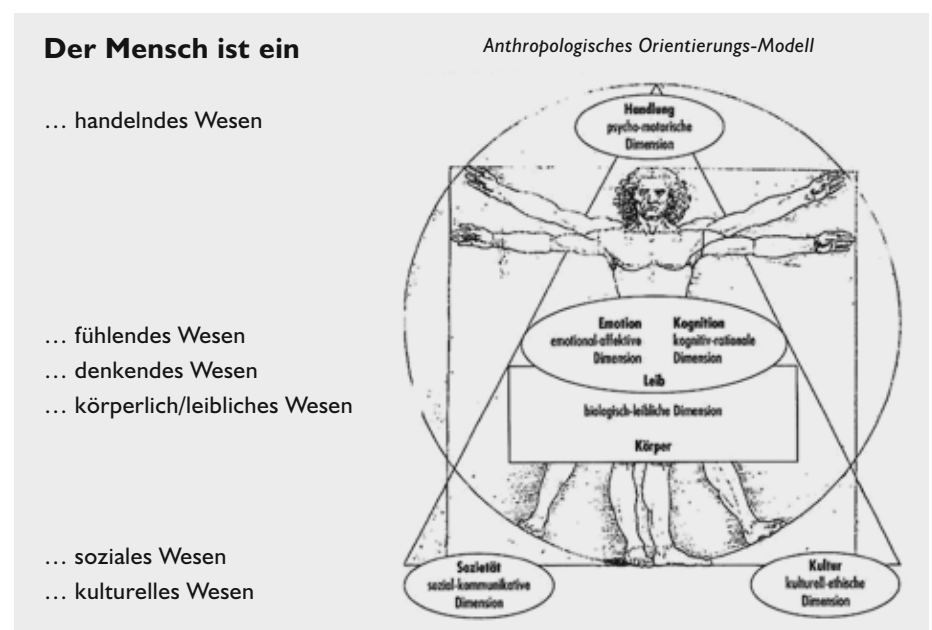 Der Mensch ist ein
Anthropologisches Orientierungs-Modell
… handelndes Wesen
… fühlendes Wesen
… denkendes Wesen
… körperlich/leibliches Wesen
… soziales Wesen
… kulturelles Wesen
Handlung
psycho-motorische
Dimension
Emotion
emotional-affektive
Dimension
Kognition
kognitiv-rationale
Dimension
Leib
biologisch-leibliche Dimension
Körper
Sozietät
sozial-kommunikative
Dimension
Kultur
kulturell-ethische
Dimension